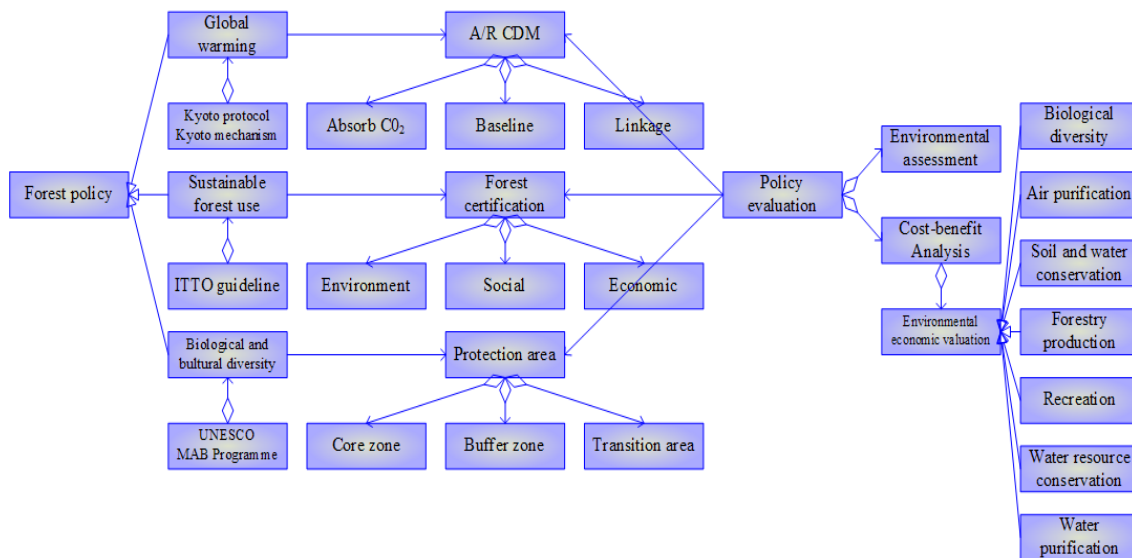 Global
warming
A/R CDM
Kyoto protocol
Kyoto mechanism
Absorb C0₂
Baseline
Linkage
Forest policy
Sustainable
forest use
Forest
certification
Policy
evaluation
ITTO guideline
Environment
Social
Economic
Biological and
bultural diversity
Protection area
UNESCO
MAB Programme
Core zone
Buffer zone
Transition area
Environmental
assessment
Cost-benefit
Analysis
Environmental
economic valuation
Biological
diversity
Air purification
Soil and water
conservation
Forestry
production
Recreation
Water resource
conservation
Water
purification